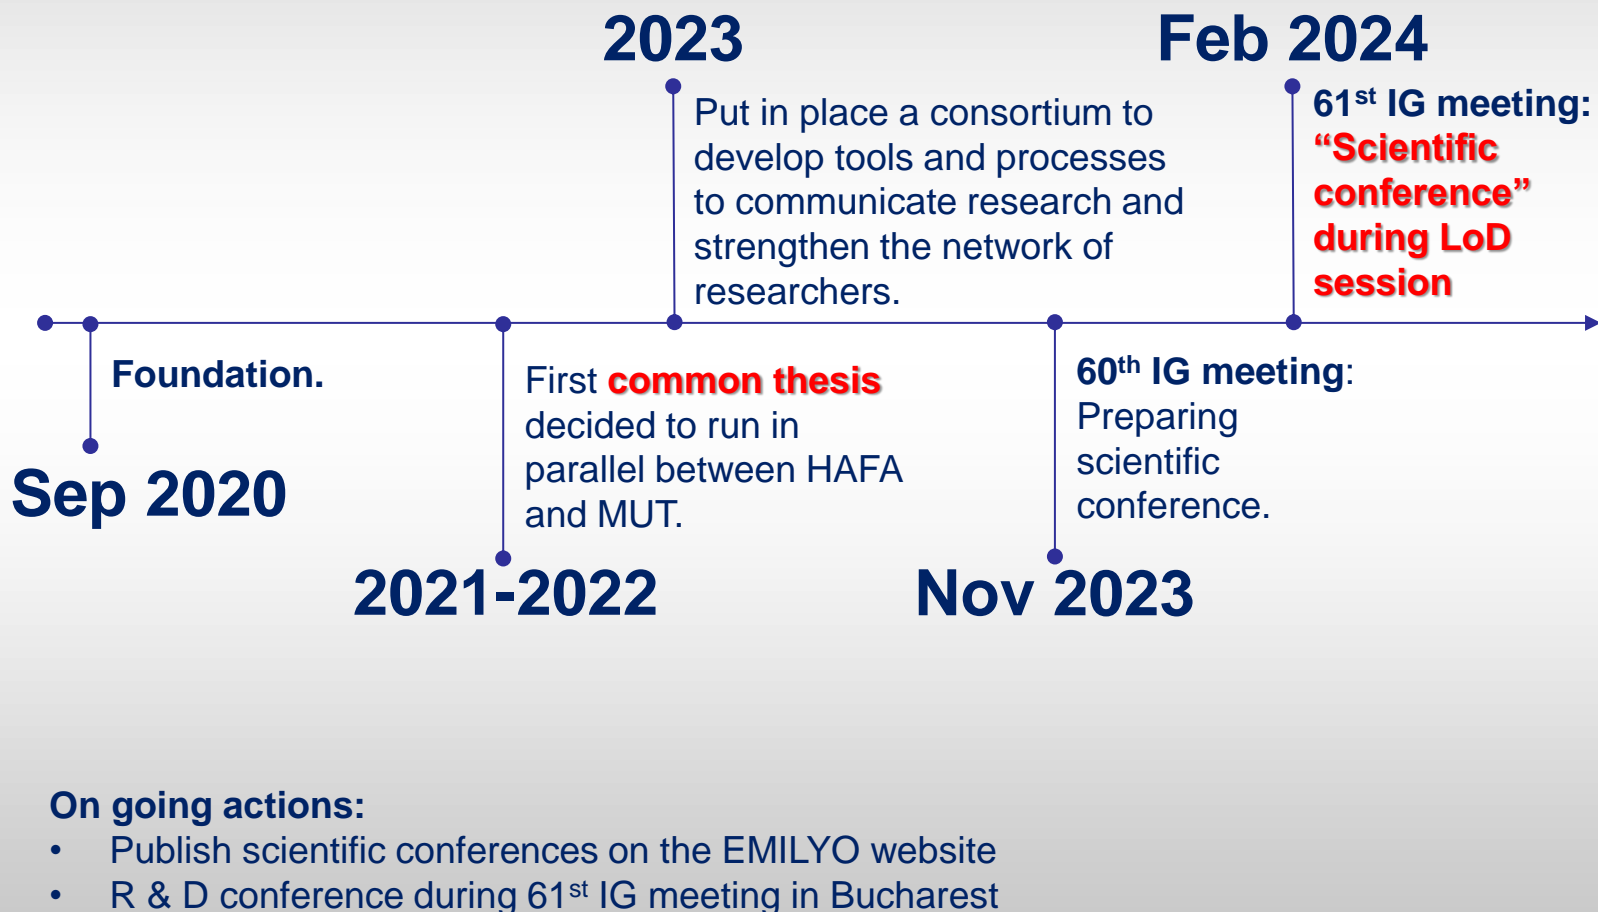 2023
Put in place a consortium to
develop tools and processes
to communicate research and
strengthen the network of
researchers.
Feb 2024
61st IG meeting:
“Scientific
conference”
during LoD
session
Foundation.
Sep 2020
First common thesis
decided to run in
parallel between HAFA
and MUT.
2021-2022
60th IG meeting:
Preparing
scientific
conference.
Nov 2023
On going actions:
• Publish scientific conferences on the EMILYO website
• R & D conference during 61st IG meeting in Bucharest